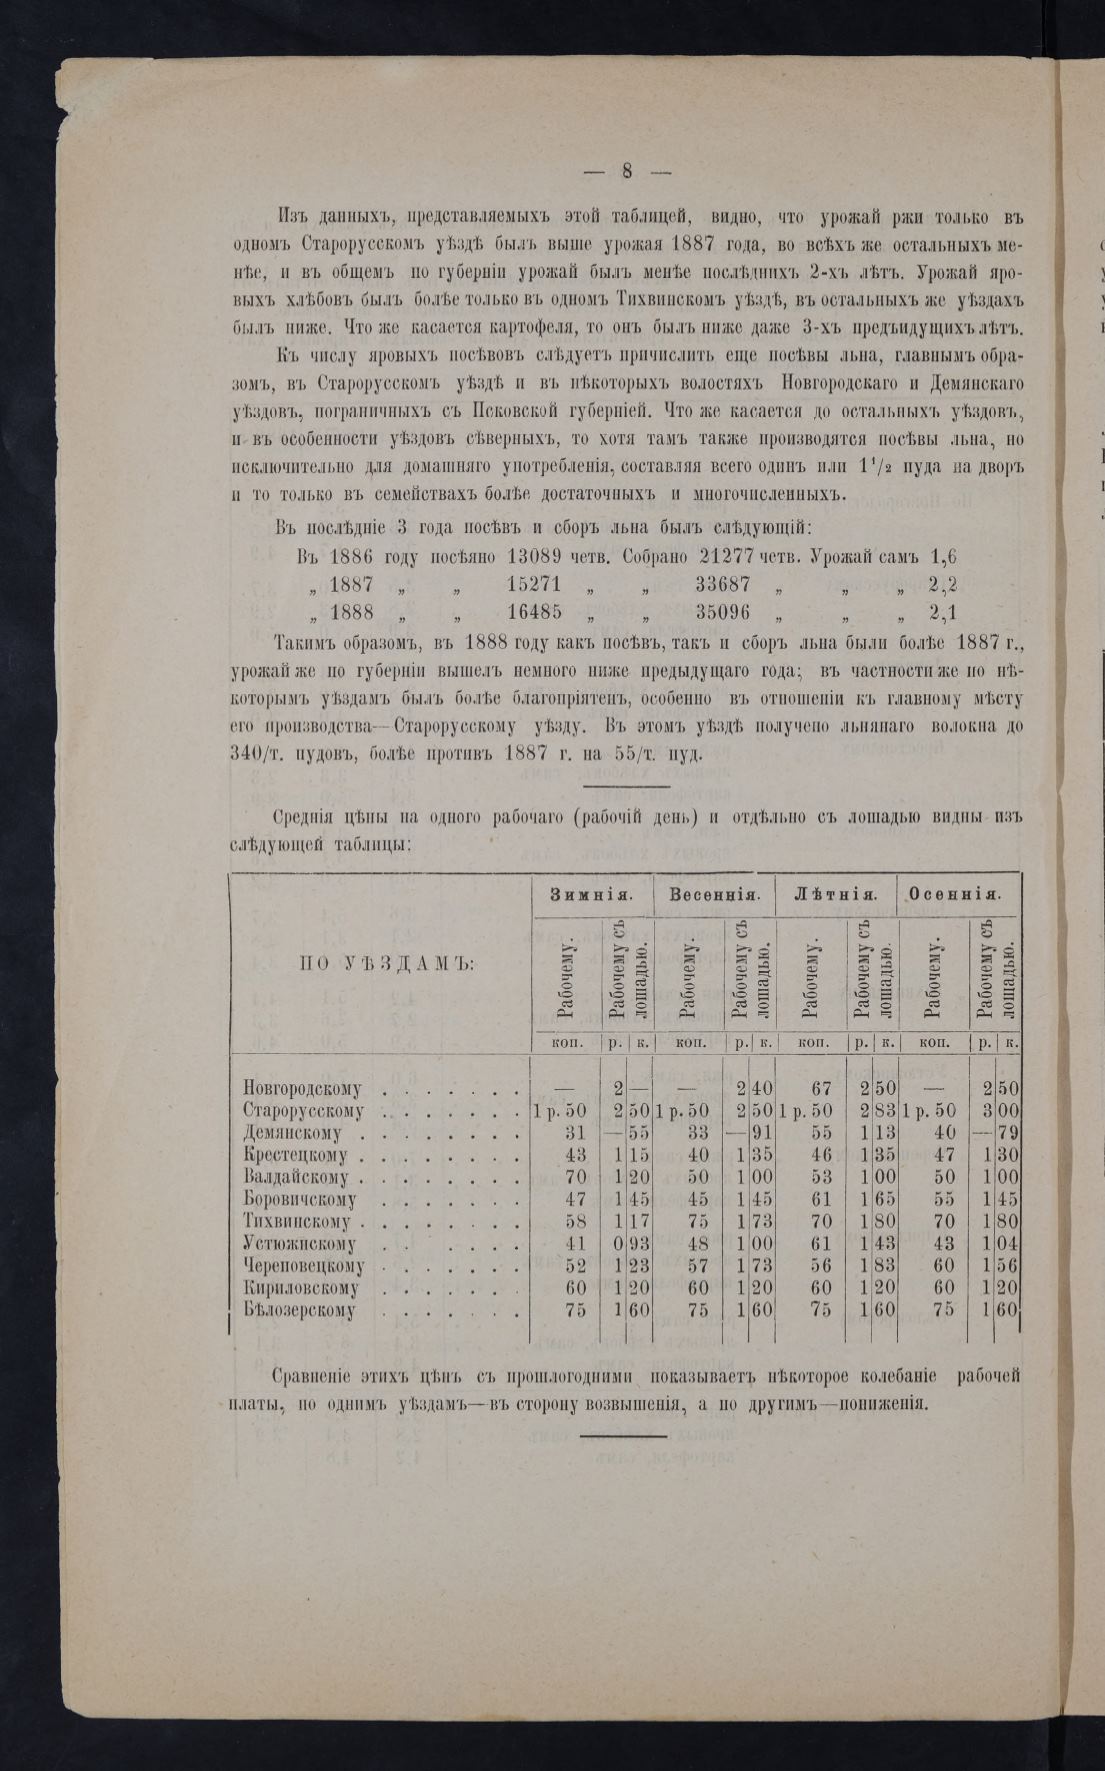 — 8 —
Изъ данныхъ, представляемыхъ этой таблицей, видно, что урожай ржи только въ
одномъ Старорусскомъ уѣздѣ былъ выше урожая 1887 года, во всѣхъ же остальныхъ ме-
нѣе, и въ общемъ по губерніи урожай былъ менѣе послѣднихъ 2-хъ лѣтъ. Урожай яро-
выхъ хлѣбовъ былъ болѣе только въ одномъ Тихвинскомъ уѣздѣ, въ остальныхъ же уѣздахъ
былъ ниже. Что же касается картофеля, то онъ былъ ниже даже 3-хъ предъидущихъ лѣтъ.
Къ числу яровыхъ посѣвовъ слѣдуетъ причислить еще посѣвы льна, главнымъ обра-
зомъ, въ Старорусскомъ уѣздѣ и въ нѣкоторыхъ волостяхъ Новгородскаго и Демянскаго
уѣздовъ, пограничныхъ съ Псковской губерніей. Что же касается до остальныхъ уѣздовъ,
и въ особенности уѣздовъ сѣверныхъ, то хотя тамъ также производятся посѣвы льна, но
исключительно для домашняго употребленія, составляя всего одинъ или 1¹/₂ пуда на дворъ
и то только въ семействахъ болѣе достаточныхъ и многочисленныхъ.
Въ послѣдніе 3 года посѣвъ и сборъ льна былъ слѣдующій:
Въ 1886 году посѣяно 13089 четв. Собрано 21277 четв. Урожай самъ 1,6
„ 1887 „ „ 15271 „ „ 33687 „ „ „ 2,2
„ 1888 „ „ 16485 „ „ 35096 „ „ „ 2,1
Такимъ образомъ, въ 1888 году какъ посѣвъ, такъ и сборъ льна были болѣе 1887 г.,
урожай же по губерніи вышелъ немного ниже предыдущаго года; въ частности же по нѣ-
которымъ уѣздамъ былъ болѣе благопріятенъ, особенно въ отношеніи къ главному мѣсту
его производства—Старорусскому уѣзду. Въ этомъ уѣздѣ получено льнянаго волокна до
340/т. пудовъ, болѣе противъ 1887 г. на 55/т. пуд.
Среднія цѣны на одного рабочаго (рабочій день) и отдѣльно съ лошадью видны изъ
слѣдующей таблицы:
ПО УѢЗДАМЪ: Зимнія. Весеннія. Лѣтнія. Осеннія.
Рабочему. Рабочему съ лошадью. Рабочему. Рабочему съ лошадью. Рабочему. Рабочему съ лошадью. Рабочему. Рабочему съ лошадью.
коп. р. к. коп. р. к. коп. р. к. коп. р. к.
Новгородскому . . . . . . . — 2 — — 2 40 67 2 50 — 2 50
Старорусскому . . . . . . . 1 р. 50 2 50 1 р. 50 2 50 1 р. 50 2 83 1 р. 50 3 00
Демянскому . . . . . . . . 31 — 55 33 — 91 55 1 13 40 — 79
Крестецкому . . . . . . . . 43 1 15 40 1 35 46 1 35 47 1 30
Валдайскому . . . . . . . . 70 1 20 50 1 00 53 1 00 50 1 00
Боровичскому . . . . . . . 47 1 45 45 1 45 61 1 65 55 1 45
Тихвинскому . . . . . . . . 58 1 17 75 1 73 70 1 80 70 1 80
Устюжнскому . . . . . . 41 0 93 48 1 00 61 1 43 43 1 04
Череповецкому . . . . . . . 52 1 23 57 1 73 56 1 83 60 1 56
Кириловскому . . . . . . . 60 1 20 60 1 20 60 1 20 60 1 20
Бѣлозерскому . . . . . . . 75 1 60 75 1 60 75 1 60 75 1 60
Сравненіе этихъ цѣнъ съ прошлогодними показываетъ нѣкоторое колебаніе рабочей
платы, по однимъ уѣздамъ—въ сторону возвышенія, а по другимъ—пониженія.